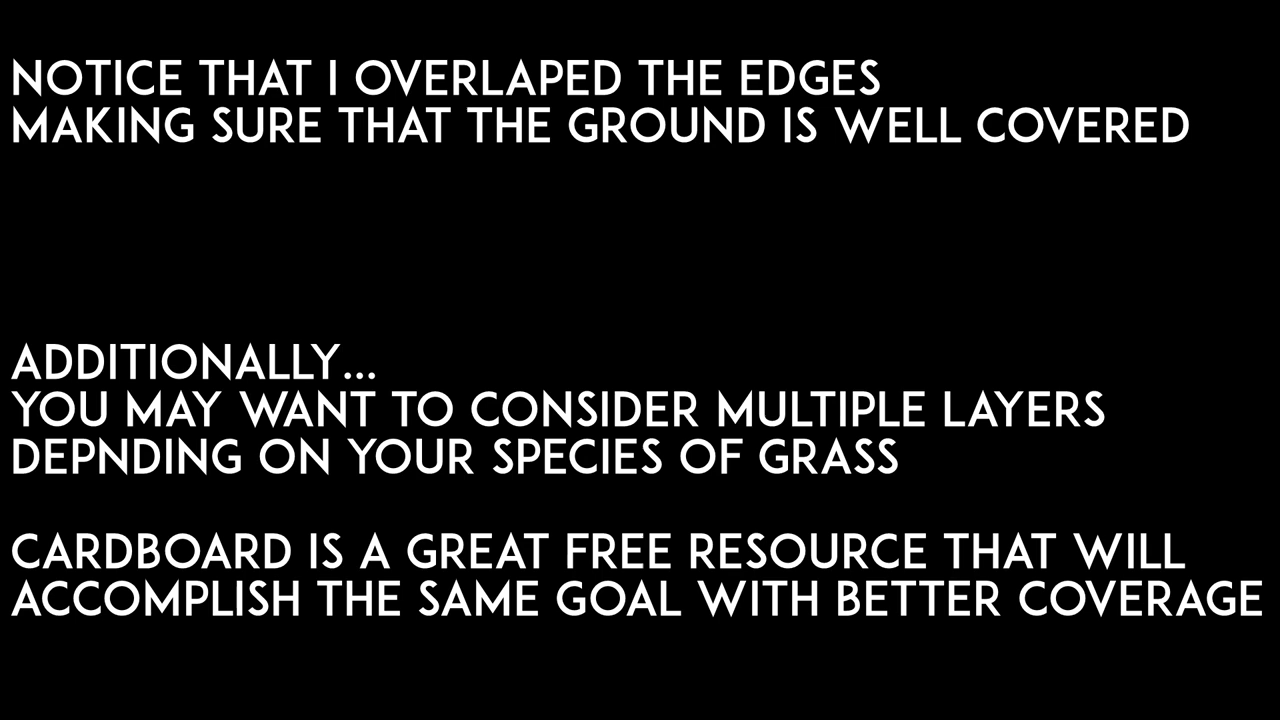 NOTICE THAT I OVERLAPED THE EDGES
MAKING SURE THAT THE GROUND IS WELL COVERED
ADDITIONALLY...
YOU MAY WANT TO CONSIDER MULTIPLE LAYERS
DEPNDING ON YOUR SPECIES OF GRASS
CARDBOARD IS A GREAT FREE RESOURCE THAT WILL
ACCOMPLISH THE SAME GOAL WITH BETTER COVERAGE